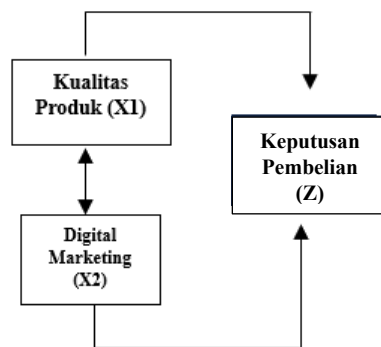 Kualitas
Produk (X1)
Keputusan
Pembelian
(Z)
Digital
Marketing
(X2)